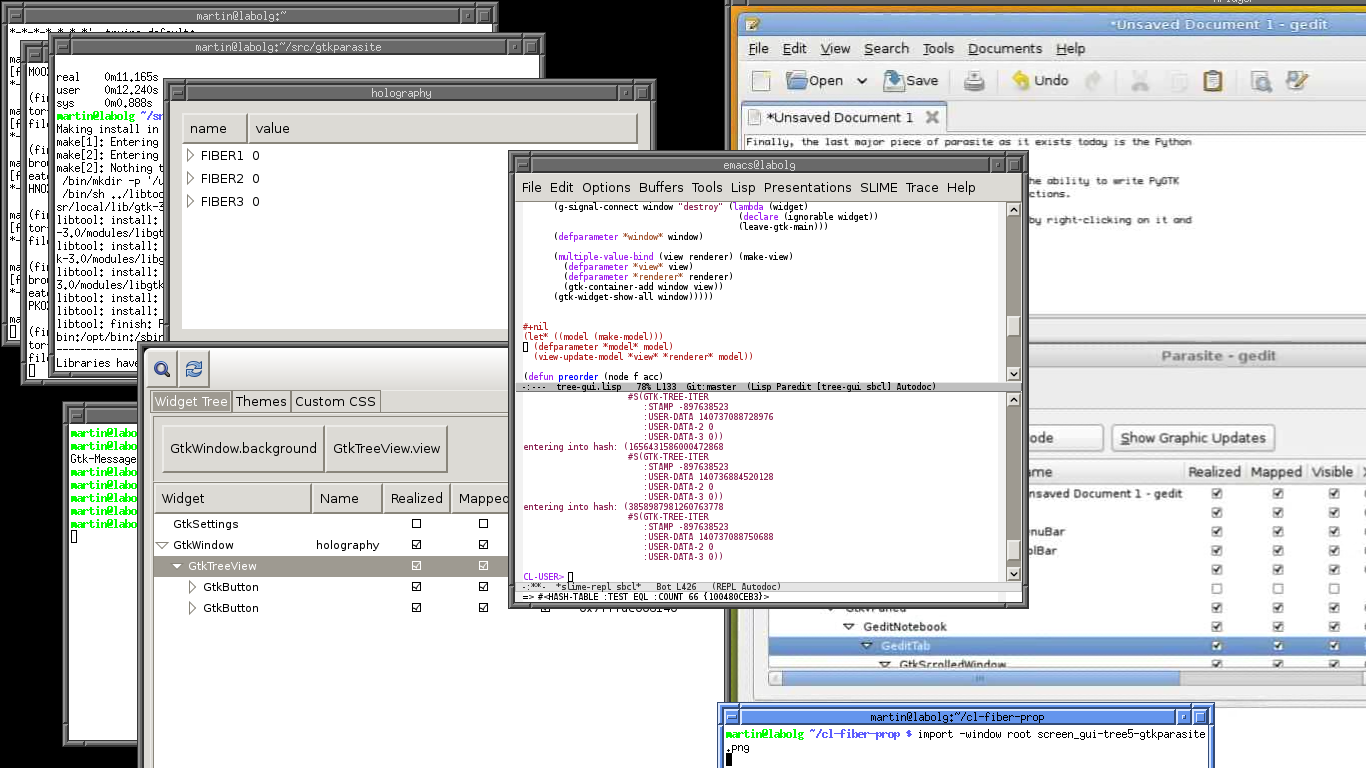 martin@labolg:~
martin@labolg:~/src/gtkparasite
real 0m11.165s
user 0m12.240s
sys 0m0.888s
martin@labolg ~/sr
Making install in
make[1]: Entering
make[2]: Entering
make[2]: Nothing t
/bin/mkdir -p '/u
/bin/sh ../libtoo
sr/local/lib/gtk-3
libtool: install:
-3.0/modules/libgt
libtool: install:
k-3.0/modules/libg
libtool: install:
3.0/modules/libgtk
libtool: install:
libtool: finish: P
bin:/opt/bin:/sbin
Libraries have
holography
name value
FIBER1 0
FIBER2 0
FIBER3 0
Widget Tree Themes Custom CSS
GtkWindow.background GtkTreeView.view
Widget Name Realized Mapped
GtkSettings
GtkWindow holography
GtkTreeView
GtkButton
GtkButton
martin@labo
martin@labo
Gtk-Message
martin@labo
martin@labo
martin@labo
martin@labo
martin@labo
emacs@labolg
File Edit Options Buffers Tools Lisp Presentations SLIME Trace Help
(g-signal-connect window "destroy" (lambda (widget)
(declare (ignorable widget))
(leave-gtk-main)))
(defparameter *window* window)
(multiple-value-bind (view renderer) (make-view)
(defparameter *view* view)
(defparameter *renderer* renderer)
(gtk-container-add window view))
(gtk-widget-show-all window)))))
#+nil
(let* ((model (make-model)))
(defparameter *model* model)
(view-update-model *view* *renderer* model))
(defun preorder (node f acc)
-:--- tree-gui.lisp 78% L133 Git:master (Lisp Paredit [tree-gui sbcl] Autodoc)
#S(GTK-TREE-ITER
:STAMP -897638523
:USER-DATA 140737088728976
:USER-DATA-2 0
:USER-DATA-3 0))
entering into hash: (1656431586000472868
#S(GTK-TREE-ITER
:STAMP -897638523
:USER-DATA 140736884520128
:USER-DATA-2 0
:USER-DATA-3 0))
entering into hash: (3858987981260763778
#S(GTK-TREE-ITER
:STAMP -897638523
:USER-DATA 140737088750688
:USER-DATA-2 0
:USER-DATA-3 0))
CL-USER>
-:**- *slime-repl sbcl* Bot L426 (REPL Autodoc)
=> #<HASH-TABLE :TEST EQL :COUNT 66 {100480CEB3}>
*Unsaved Document 1 - gedit
File Edit View Search Tools Documents Help
Open Save Undo
*Unsaved Document 1
Finally, the last major piece of parasite as it exists today is the Python
he ability to write PyGTK
ctions.
by right-clicking on it and
Parasite - gedit
ode Show Graphic Updates
ame Realized Mapped Visible
nsaved Document 1 - gedit
enuBar
olBar
GeditNotebook
GeditTab
GtkScrolledWindow
martin@labolg:~/cl-fiber-prop
martin@labolg ~/cl-fiber-prop $ import -window root screen_gui-tree5-gtkparasite
.png